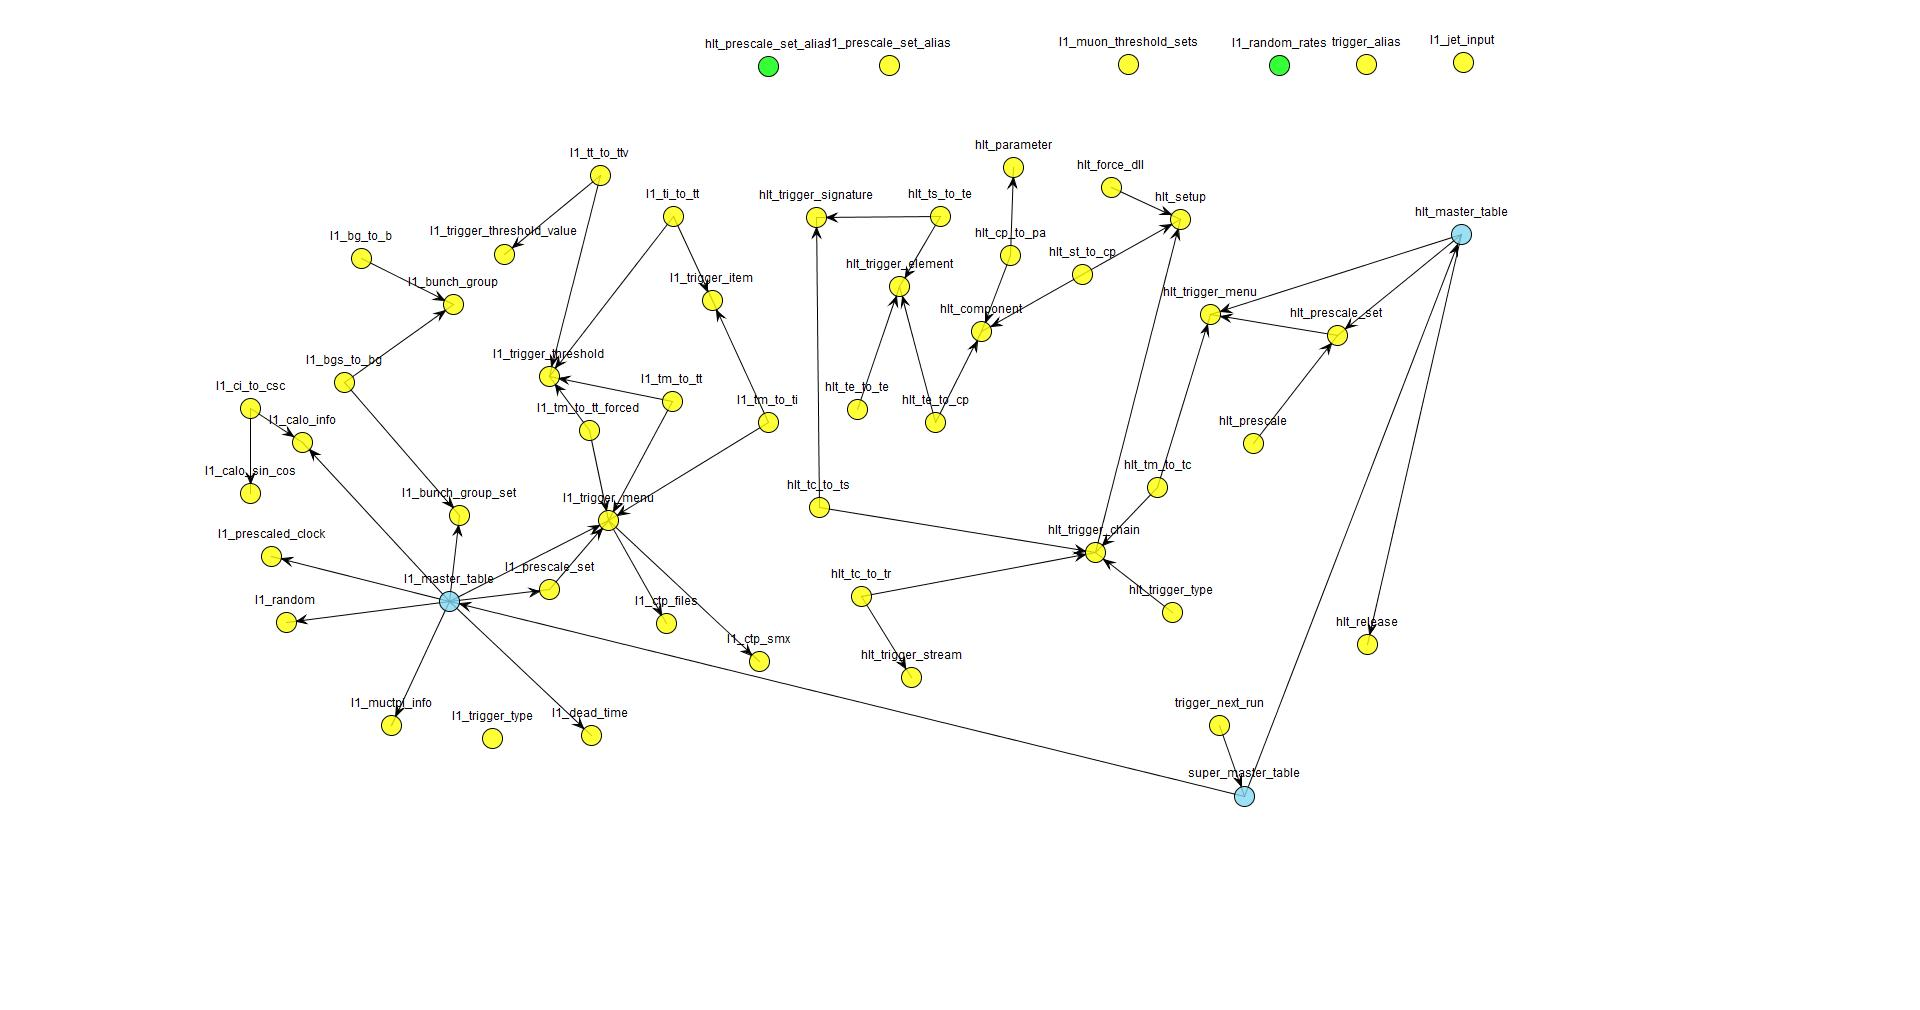 hlt_prescale_set_alias
l1_prescale_set_alias
l1_muon_threshold_sets
l1_random_rates
trigger_alias
l1_jet_input
l1_tt_to_ttv
hlt_parameter
hlt_force_dll
l1_ti_to_tt
hlt_trigger_signature
hlt_ts_to_te
hlt_setup
hlt_master_table
l1_bg_to_b
l1_trigger_threshold_value
hlt_cp_to_pa
hlt_st_to_cp
hlt_trigger_element
l1_bunch_group
l1_trigger_item
hlt_trigger_menu
hlt_component
hlt_prescale_set
l1_bgs_to_bg
l1_trigger_threshold
l1_ci_to_csc
l1_tm_to_tt
hlt_te_to_te
l1_tm_to_tt_forced
l1_tm_to_ti
hlt_te_to_cp
l1_calo_info
hlt_prescale
l1_calo_sin_cos
hlt_tm_to_tc
l1_bunch_group_set
l1_trigger_menu
hlt_tc_to_ts
l1_prescaled_clock
hlt_trigger_chain
l1_master_table
l1_prescale_set
hlt_tc_to_tr
l1_random
l1_ctp_files
hlt_trigger_type
l1_ctp_smx
hlt_release
hlt_trigger_stream
l1_muctpi_info
l1_trigger_type
l1_dead_time
trigger_next_run
super_master_table